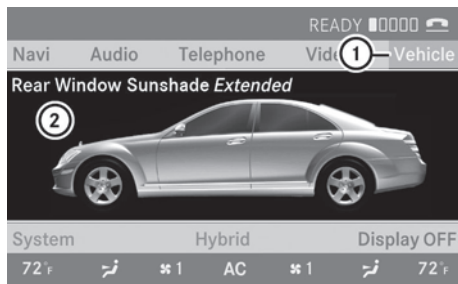 READY
Navi Audio Telephone Vid 1 Vehicle
Rear Window Sunshade Extended
2
System Hybrid Display OFF
72°F 1 AC 1 72°F